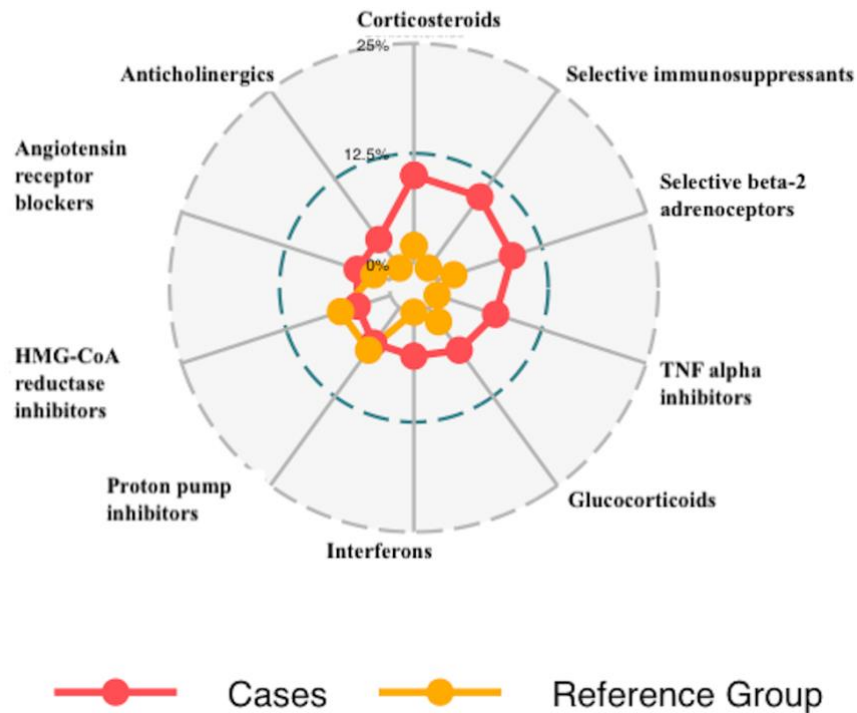 Corticosteroids
25%
Anticholinergics
Selective immunosuppressants
12.5%
Angiotensin
receptor
blockers
Selective beta-2
adrenoceptors
0%
HMG-CoA
reductase
inhibitors
TNF alpha
inhibitors
Proton pump
inhibitors
Glucocorticoids
Interferons
Cases
Reference Group